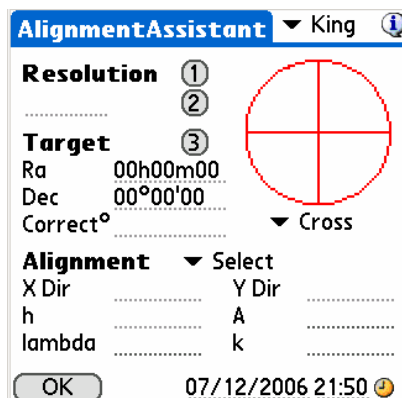 AlignmentAssistant King i
Resolution 1
2
Target 3
Ra 00h00m00
Dec 00°00'00
Correct° Cross
Alignment Select
X Dir Y Dir
h A
lambda k
OK 07/12/2006 21:50